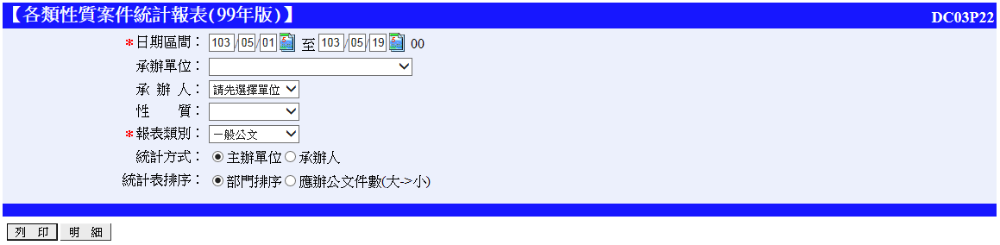 【各類性質案件統計報表(99年版)】 DC03P22
*日期區間： 103/05/01 至 103/05/19 00
承辦單位：
承 辦 人： 請先選擇單位
性　　質：
*報表類別： 一般公文
統計方式： 主辦單位 承辦人
統計表排序： 部門排序 應辦公文件數(大->小)
列 印 明 細